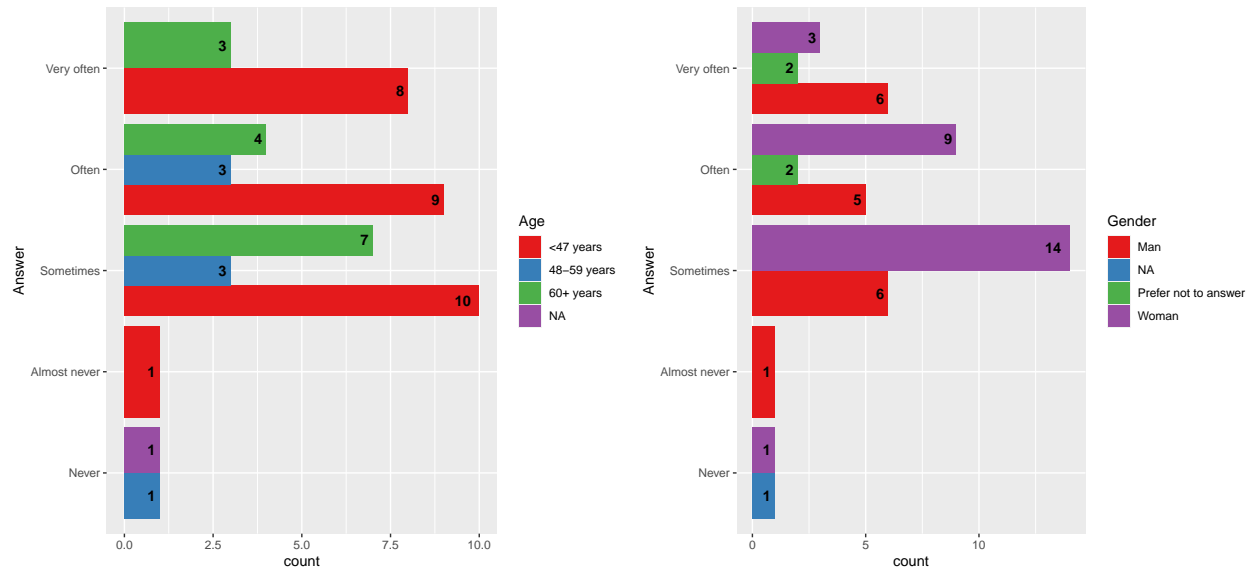 Answer
Very often
Often
Sometimes
Almost never
Never
3
8
4
3
9
7
3
10
1
1
1
0.0
2.5
5.0
7.5
10.0
count
Age
<47 years
48−59 years
60+ years
NA
Answer
Very often
Often
Sometimes
Almost never
Never
3
2
6
9
2
5
14
6
1
1
1
0
5
10
count
Gender
Man
NA
Prefer not to answer
Woman